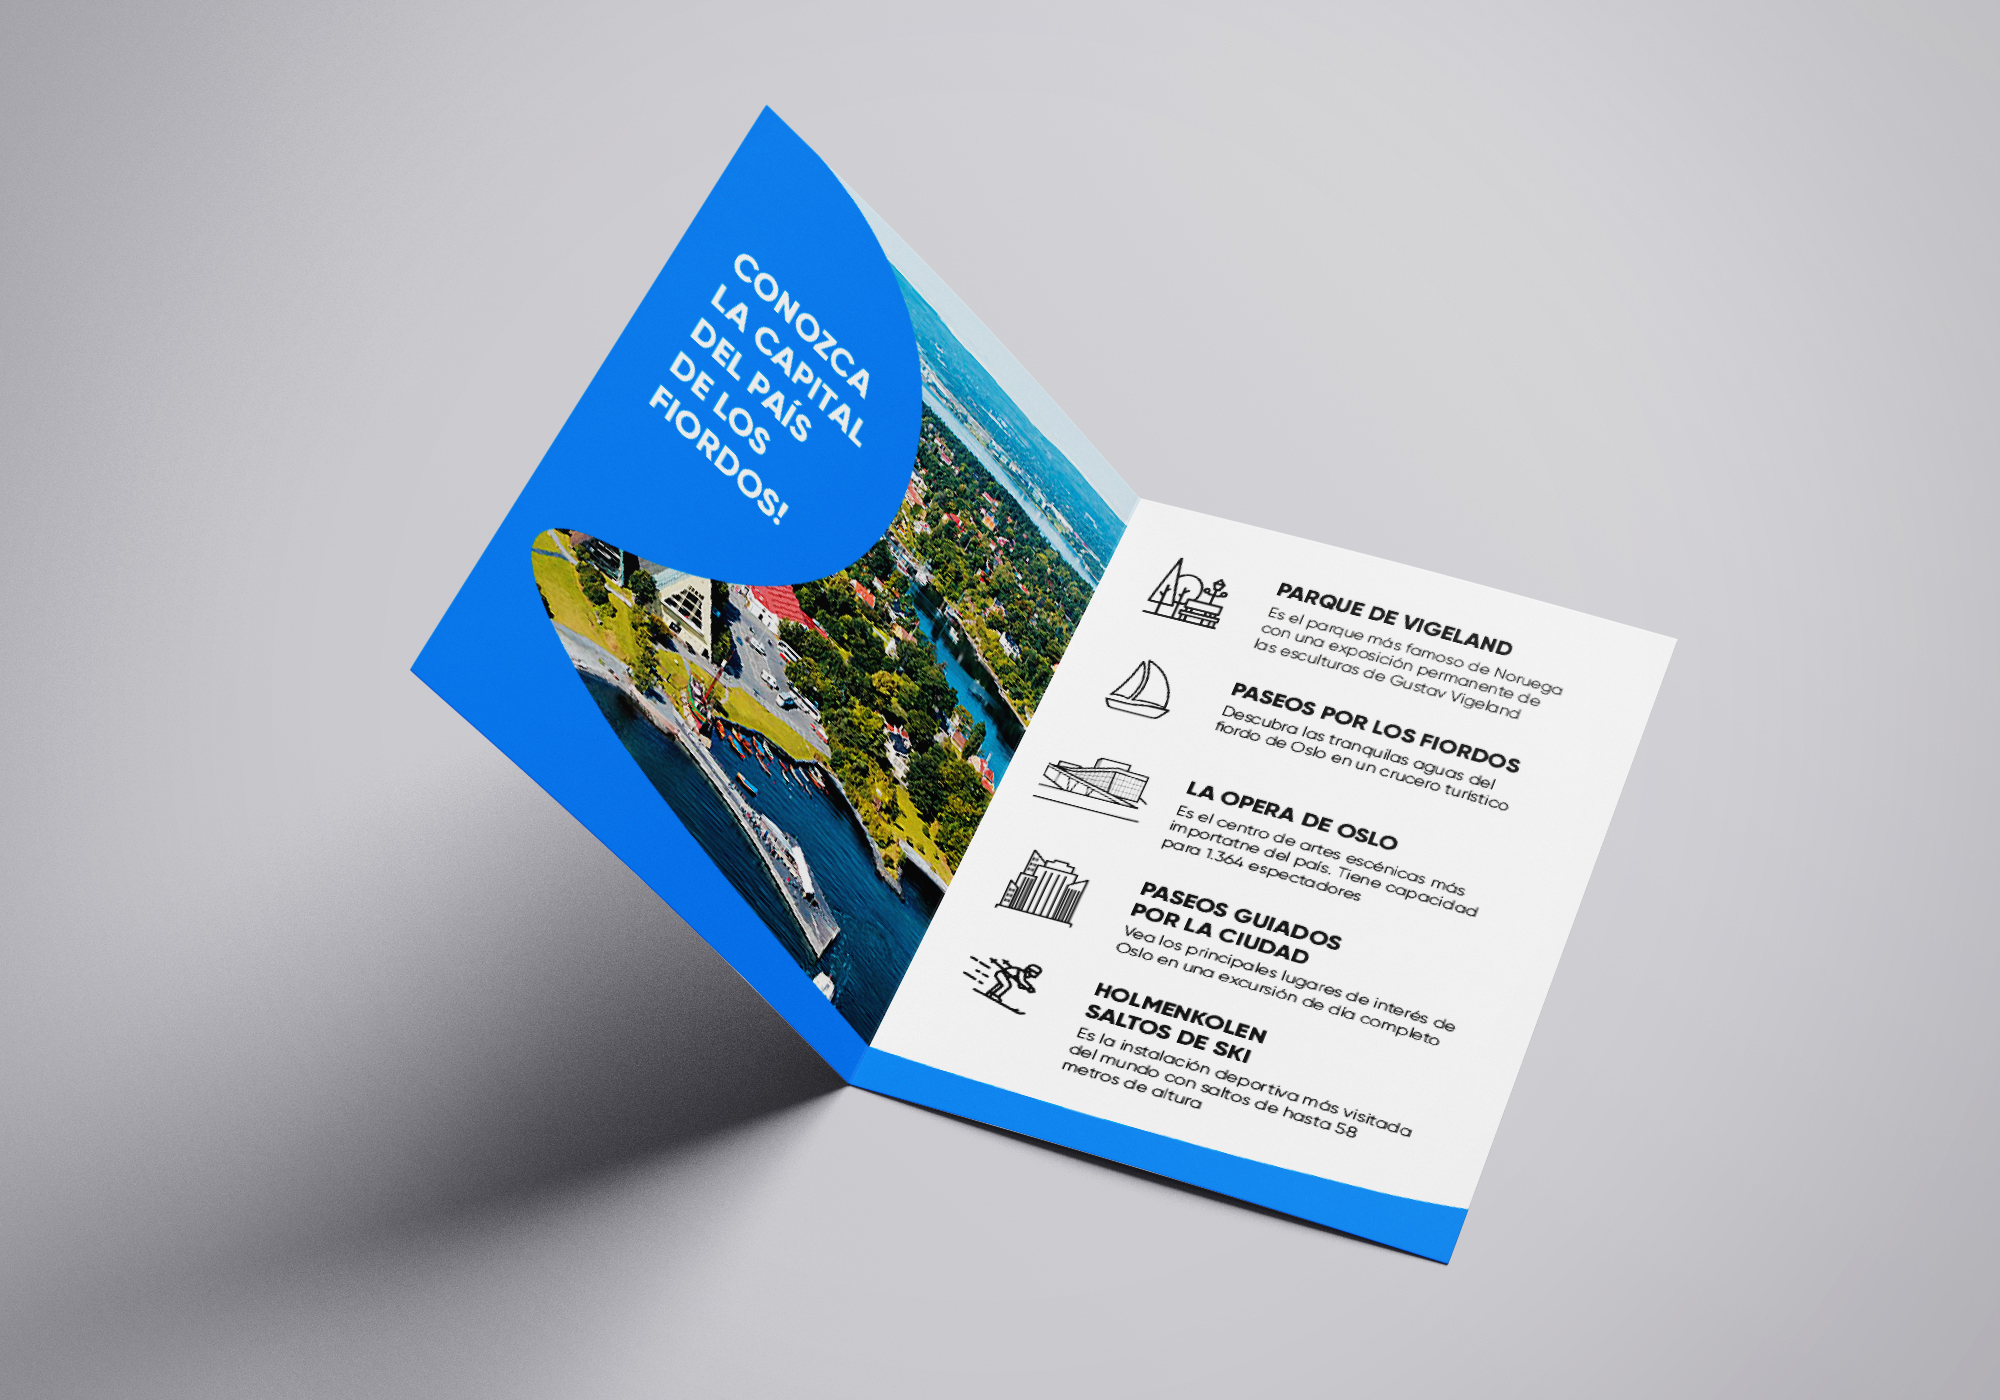 CONOZCA
LA CAPITAL
DEL PAÍS
DE LOS
FIORDOS!
PARQUE DE VIGELAND
Es el parque más famoso de Noruega
con una exposición permanente de
las esculturas de Gustav Vigeland
PASEOS POR LOS FIORDOS
Descubra las tranquilas aguas del
fiordo de Oslo en un crucero turístico
LA OPERA DE OSLO
Es el centro de artes escénicas más
importatne del país. Tiene capacidad
para 1.364 espectadores
PASEOS GUIADOS
POR LA CIUDAD
Vea los principales lugares de interés de
Oslo en una excursión de día completo
HOLMENKOLEN
SALTOS DE SKI
Es la instalación deportiva más visitada
del mundo con saltos de hasta 58
metros de altura